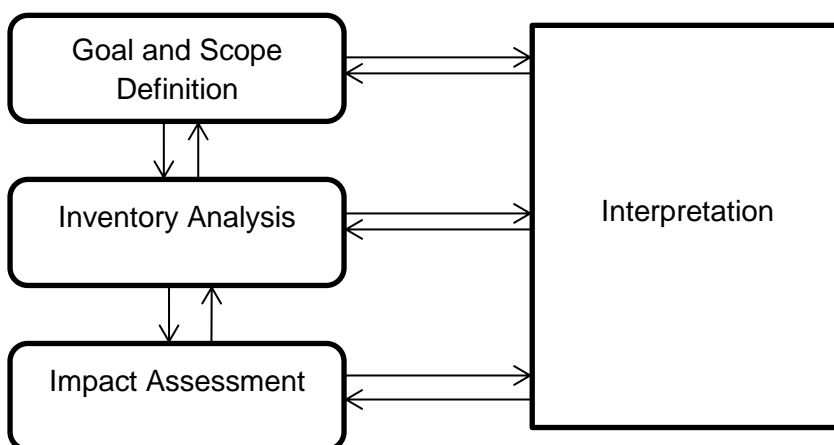 Goal and Scope
Definition
Inventory Analysis
Interpretation
Impact Assessment